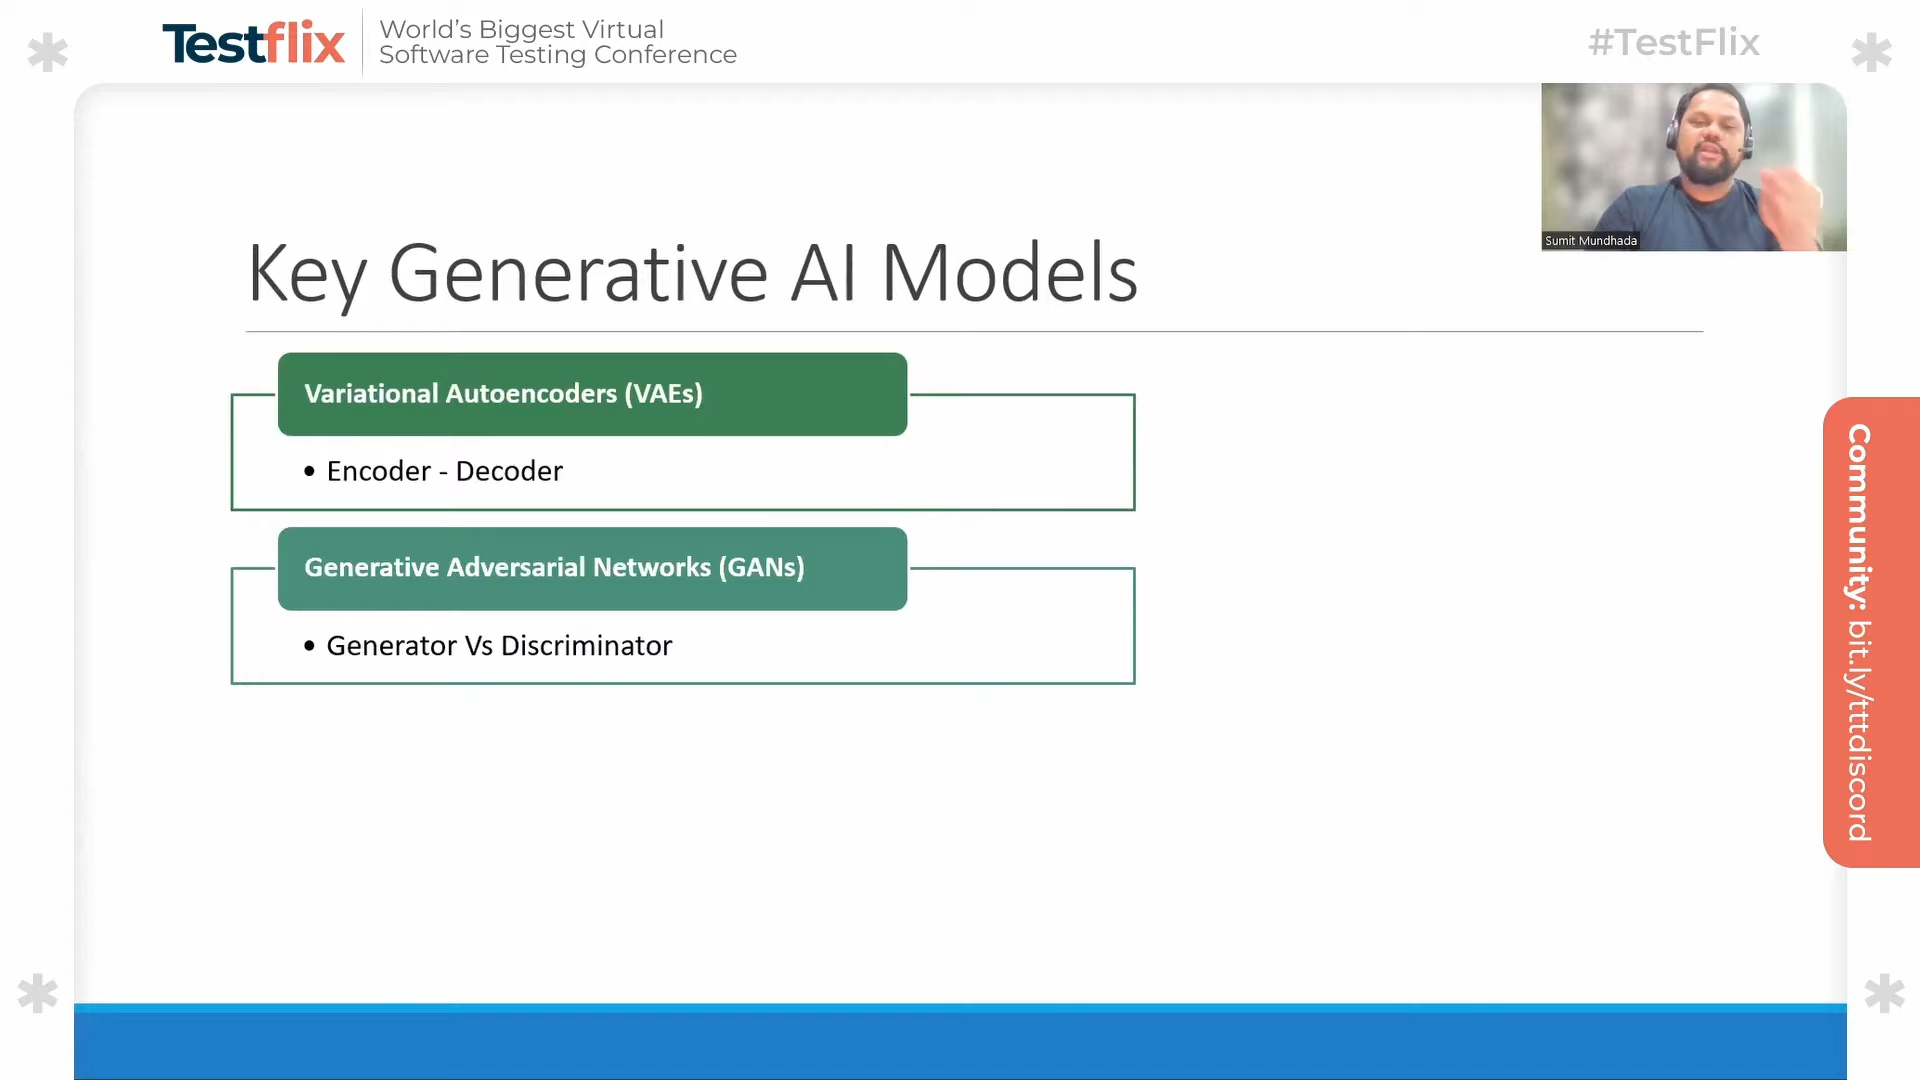 Testflix
World's Biggest Virtual
Software Testing Conference
#TestFlix
Sumit Mundhada
Key Generative AI Models
Variational Autoencoders (VAEs)
• Encoder - Decoder
Generative Adversarial Networks (GANs)
• Generator Vs Discriminator
Community: bit.ly/tttdiscord